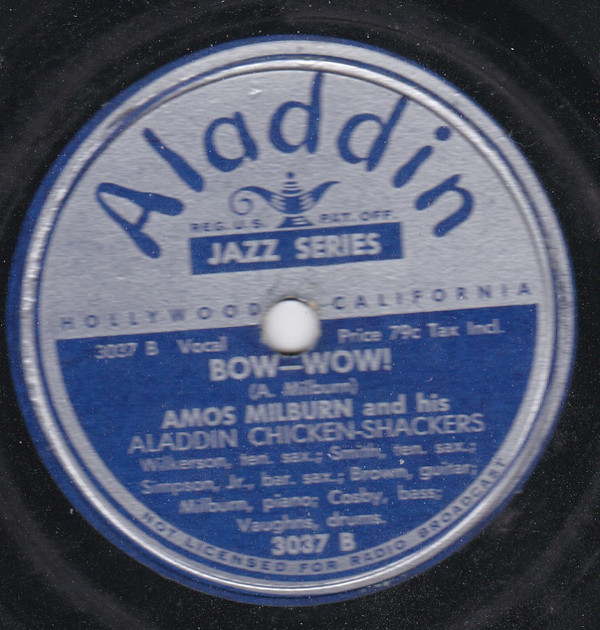 Aladdin
REG. U.S. PAT. OFF.
JAZZ SERIES
HOLLYWOOD CALIFORNIA
3037 B Vocal Price 79c Tax Incl.
BOW—WOW!
(A. Milburn)
AMOS MILBURN and his
ALADDIN CHICKEN-SHACKERS
Wilkerson, ten. sax.; Smith, ten. sax.;
Simpson, Jr., bar. sax.; Brown, guitar;
Milburn, piano; Cosby, bass;
Vaughns, drums.
3037 B
NOT LICENSED FOR RADIO BROADCAST